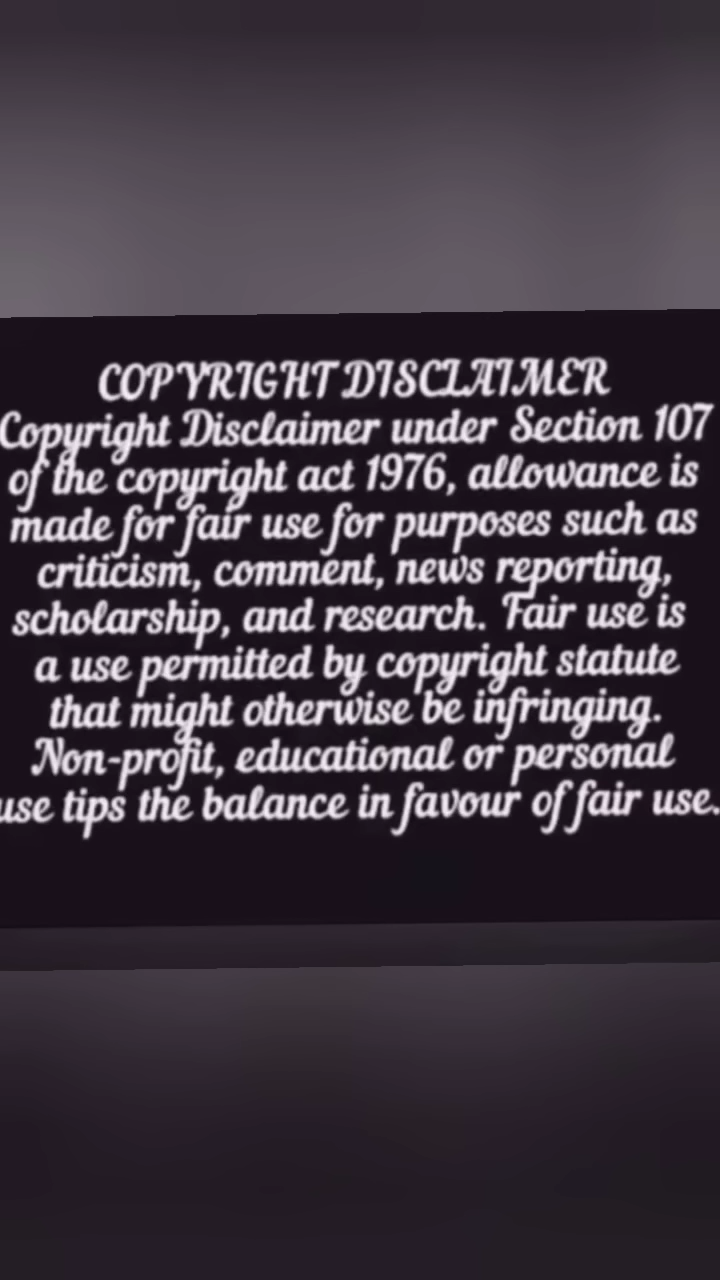 COPYRIGHT DISCLAIMER
Copyright Disclaimer under Section 107
of the copyright act 1976, allowance is
made for fair use for purposes such as
criticism, comment, news reporting,
scholarship, and research. Fair use is
a use permitted by copyright statute
that might otherwise be infringing.
Non-profit, educational or personal
use tips the balance in favour of fair use.